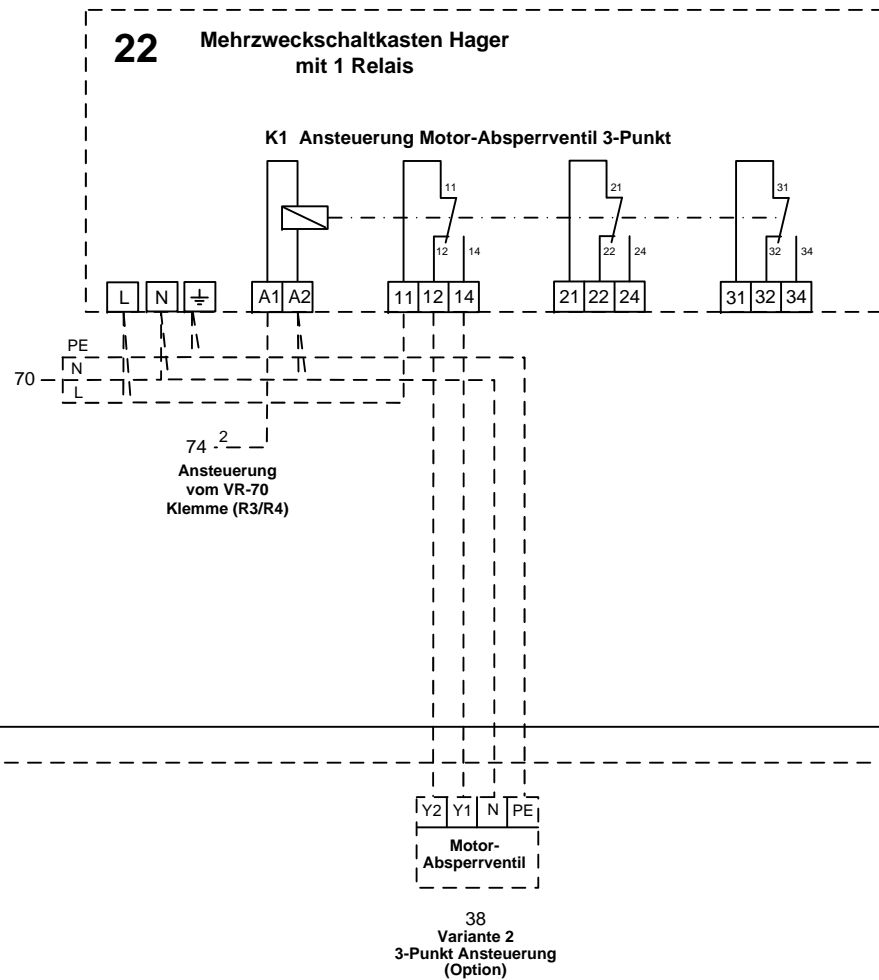 22
Mehrzweckschaltkasten Hager
mit 1 Relais
K1 Ansteuerung Motor-Absperrventil 3-Punkt
11 21 31
12 14 22 24 32 34
L N A1 A2 11 12 14 21 22 24 31 32 34
PE
N
70
L
2
74
Ansteuerung
vom VR-70
Klemme (R3/R4)
Y2 Y1 N PE
Motor-
Absperrventil
38
Variante 2
3-Punkt Ansteuerung
(Option)